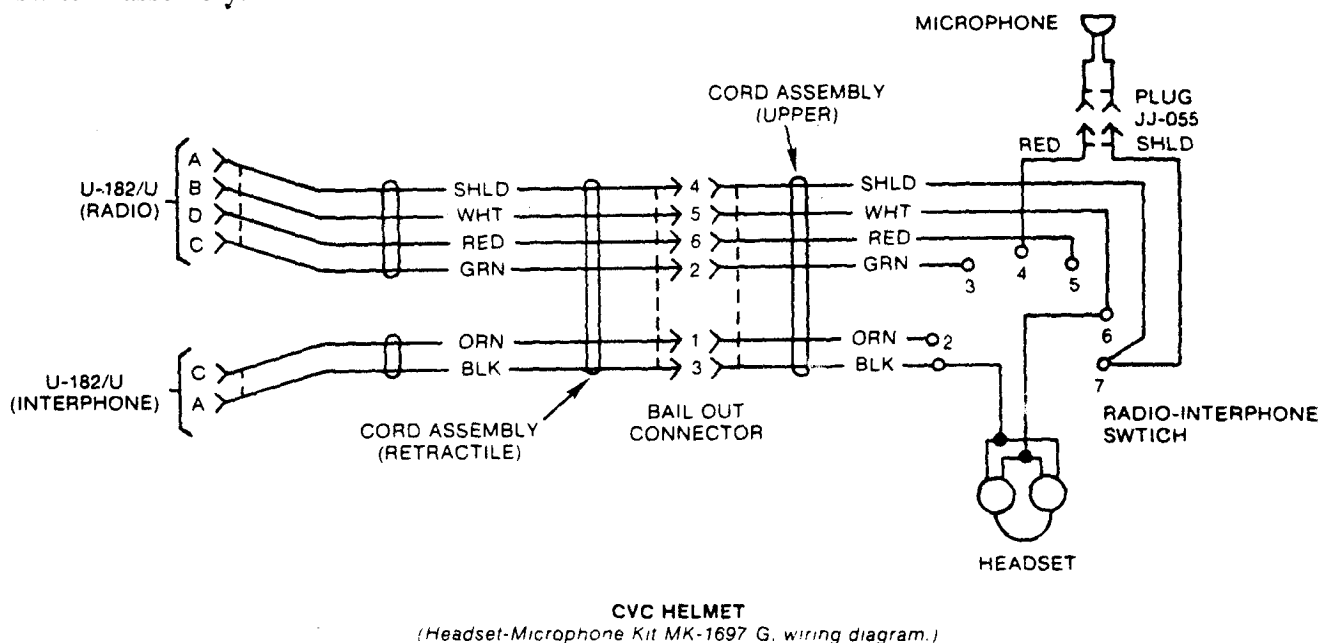 assembly.
MICROPHONE
CORD ASSEMBLY
(UPPER)
PLUG
JJ-055
RED
SHLD
U-182/U
(RADIO)
A
B
D
C
SHLD
WHT
RED
GRN
4
5
6
2
SHLD
WHT
RED
GRN
3
4
5
6
7
U-182/U
(INTERPHONE)
C
A
ORN
BLK
1
3
ORN
BLK
2
CORD ASSEMBLY
(RETRACTILE)
BAIL OUT
CONNECTOR
RADIO-INTERPHONE
SWTICH
HEADSET
CVC HELMET
(Headset-Microphone Kit MK-1697 G, wiring diagram.)